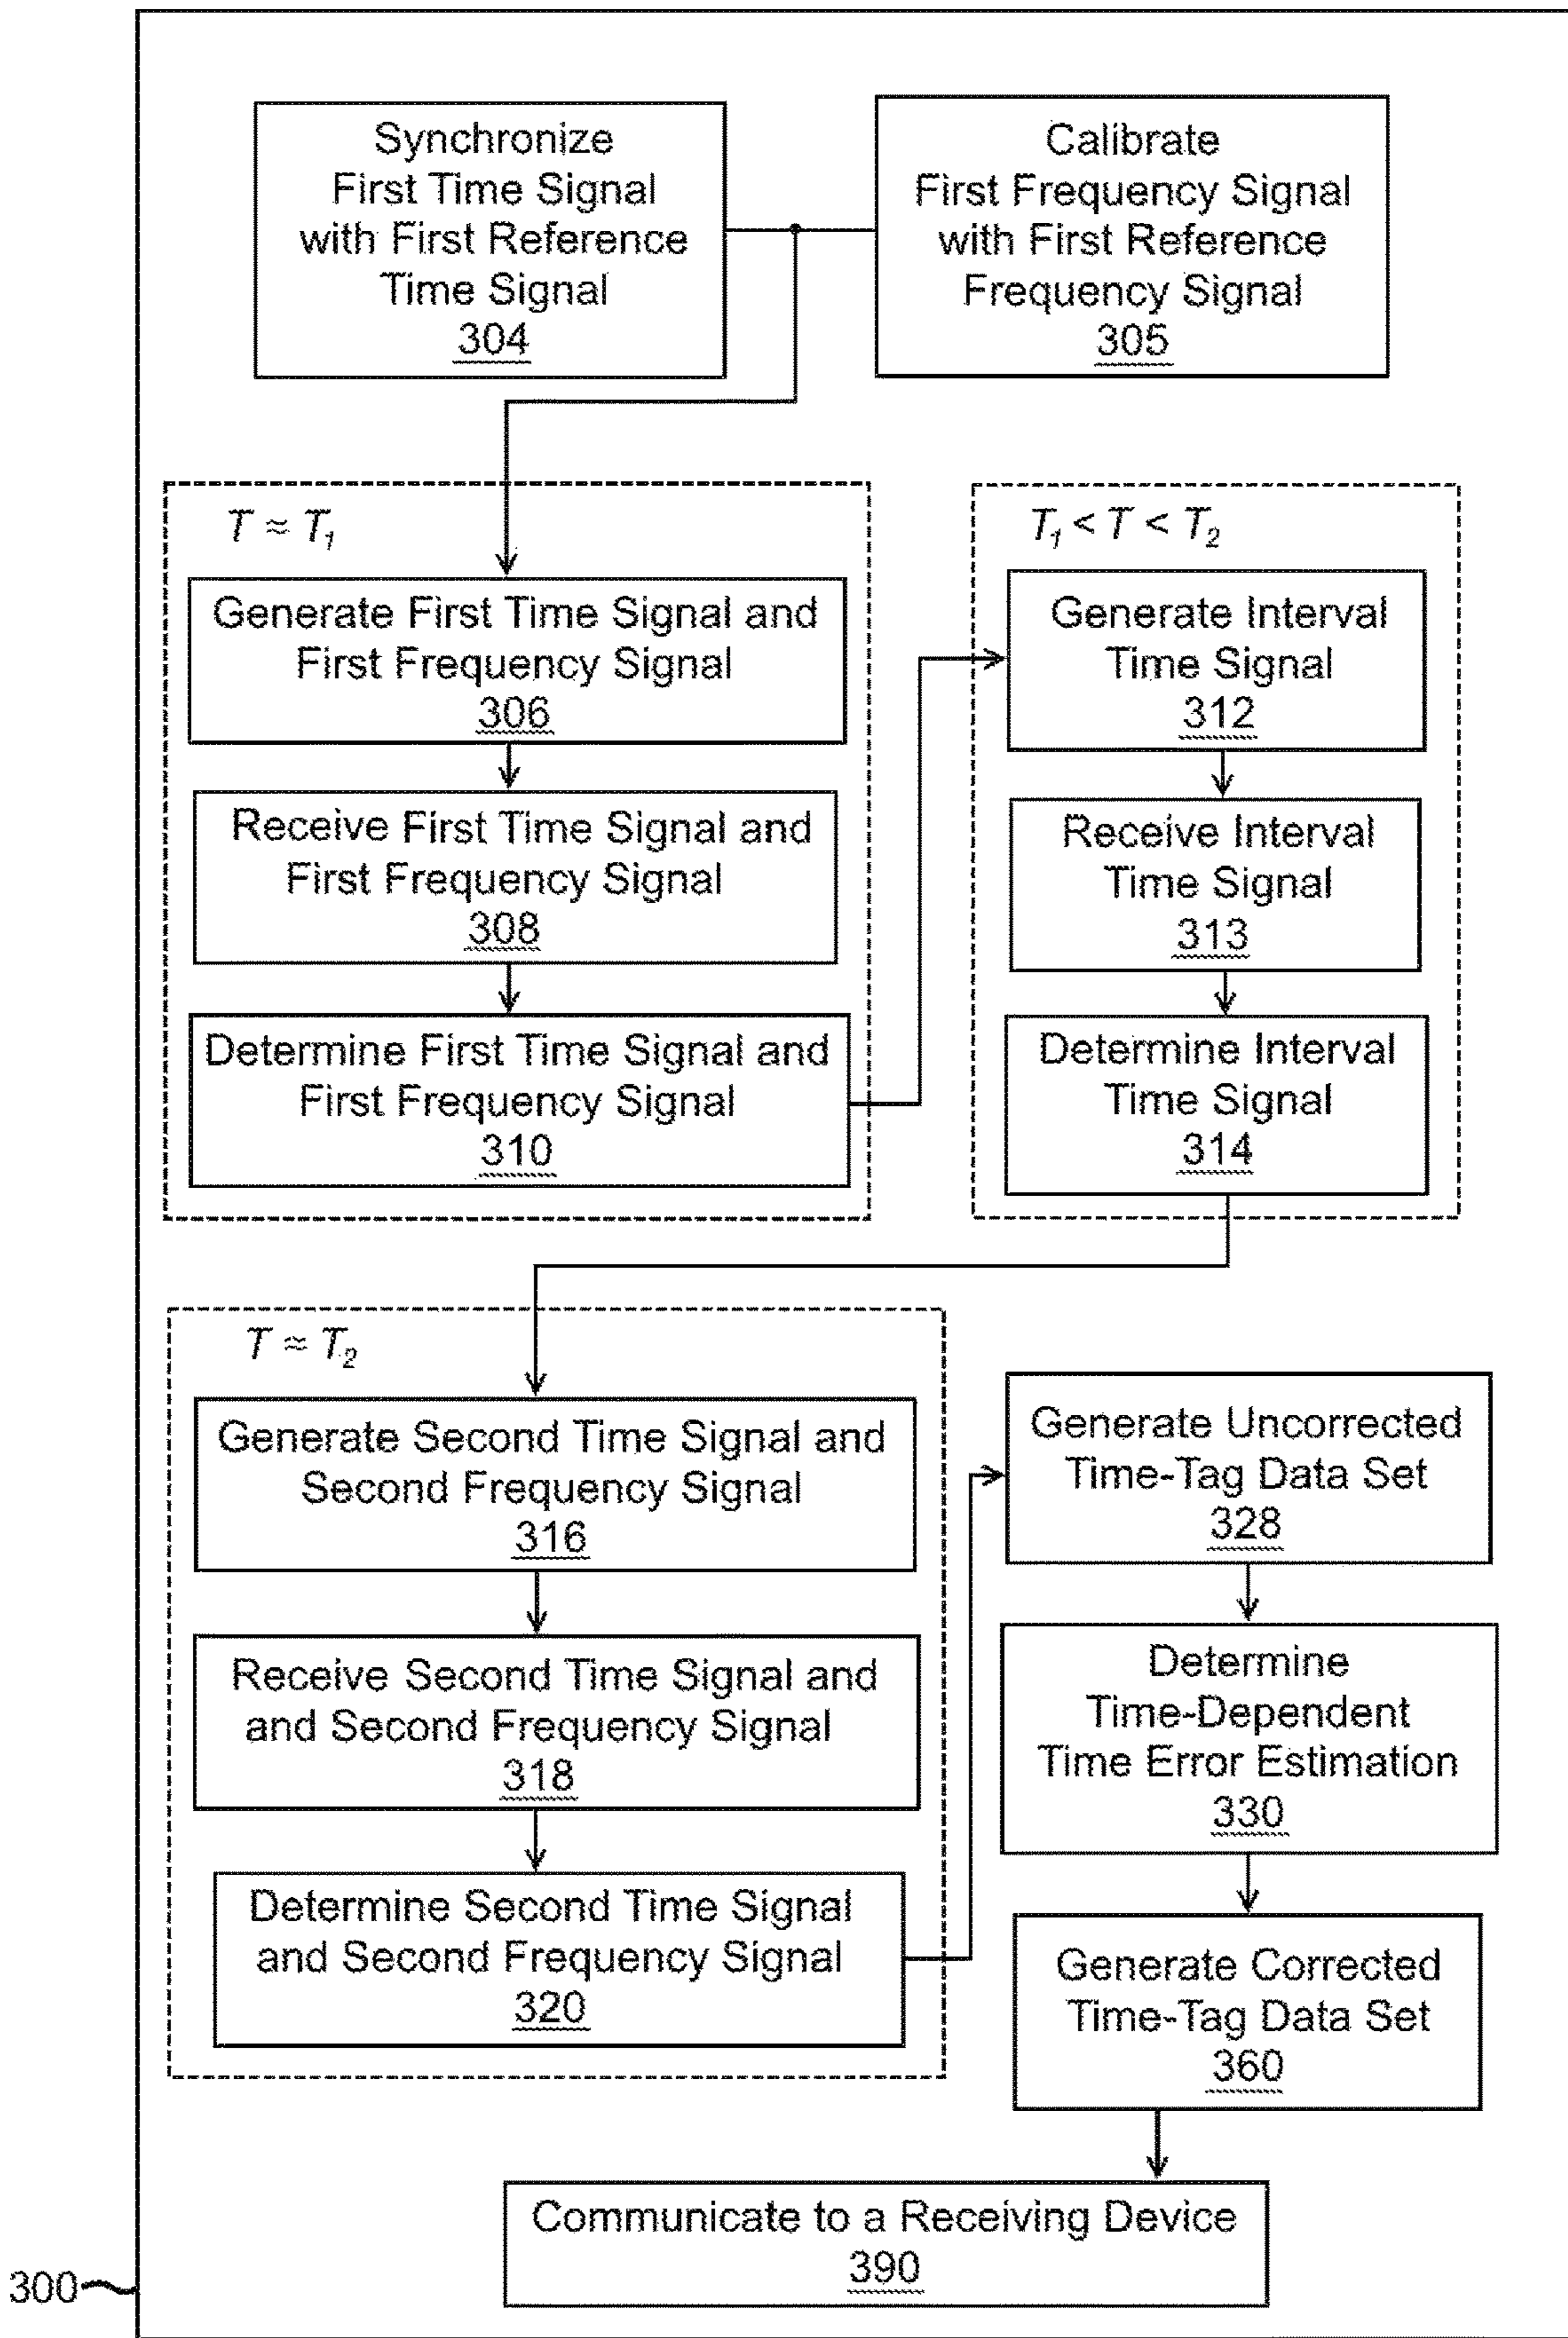 Synchronize
First Time Signal
with First Reference
Time Signal
304
Calibrate
First Frequency Signal
with First Reference
Frequency Signal
305
T ≈ T₁
Generate First Time Signal and
First Frequency Signal
306
Receive First Time Signal and
First Frequency Signal
308
Determine First Time Signal and
First Frequency Signal
310
T₁ < T < T₂
Generate Interval
Time Signal
312
Receive Interval
Time Signal
313
Determine Interval
Time Signal
314
T ≈ T₂
Generate Second Time Signal and
Second Frequency Signal
316
Receive Second Time Signal and
and Second Frequency Signal
318
Determine Second Time Signal
and Second Frequency Signal
320
Generate Uncorrected
Time-Tag Data Set
328
Determine
Time-Dependent
Time Error Estimation
330
Generate Corrected
Time-Tag Data Set
360
Communicate to a Receiving Device
390
300